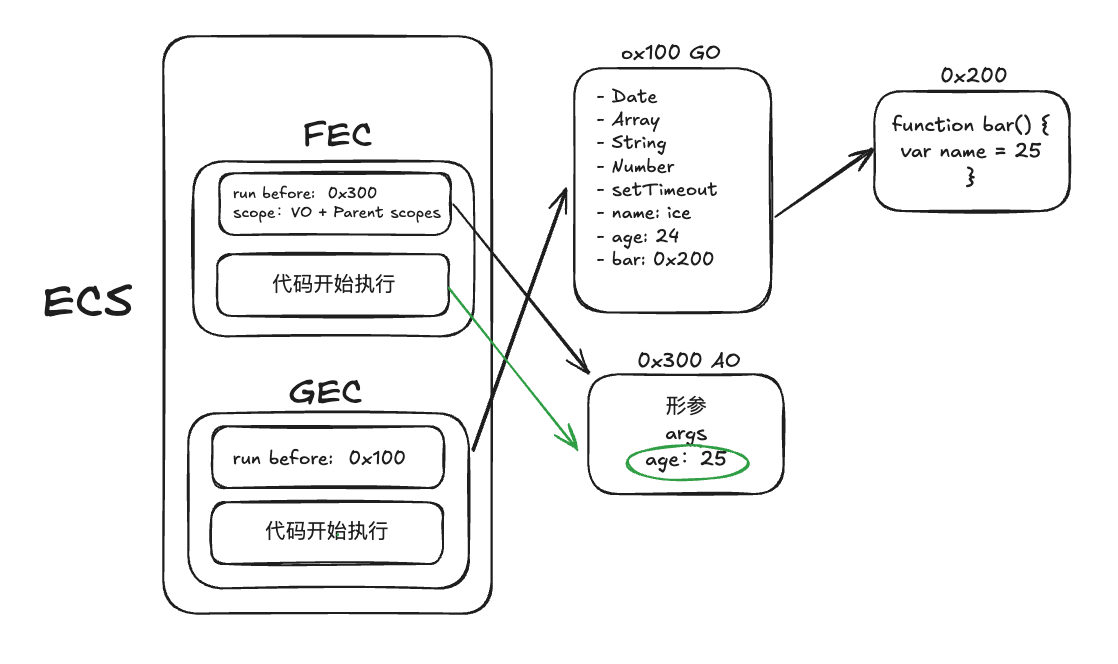 ECS
FEC
run before: 0x300
scope: VO + Parent scopes
代码开始执行
GEC
run before: 0x100
代码开始执行
0x100 GO
- Date
- Array
- String
- Number
- setTimeout
- name: ice
- age: 24
- bar: 0x200
0x200
function bar() {
var name = 25
}
0x300 AO
形参
args
age: 25